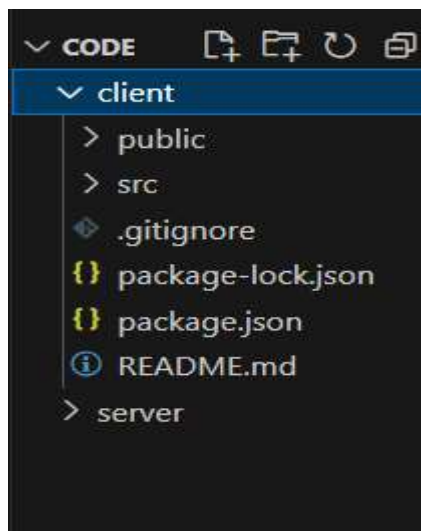 CODE
client
public
src
.gitignore
package-lock.json
package.json
README.md
server